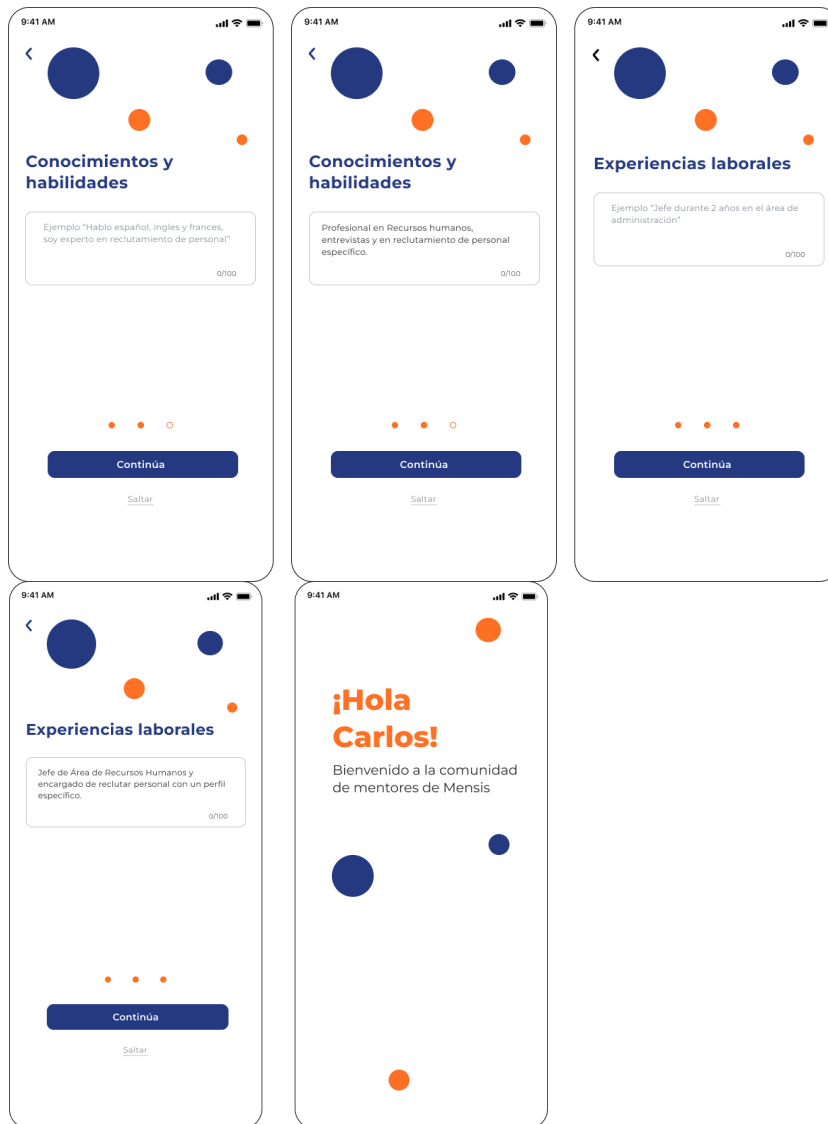 9:41 AM
Conocimientos y
habilidades
Ejemplo “Hablo español, ingles y frances,
soy experto en reclutamiento de personal”
0/100
Continúa
Saltar
9:41 AM
Conocimientos y
habilidades
Profesional en Recursos humanos,
entrevistas y en reclutamiento de personal
específico.
0/100
Continúa
Saltar
9:41 AM
Experiencias laborales
Ejemplo “Jefe durante 2 años en el área de
administración”
0/100
Continúa
Saltar
9:41 AM
Experiencias laborales
Jefe de Área de Recursos Humanos y
encargado de reclutar personal con un perfil
específico.
0/100
Continúa
Saltar
9:41 AM
¡Hola
Carlos!
Bienvenido a la comunidad
de mentores de Mensis